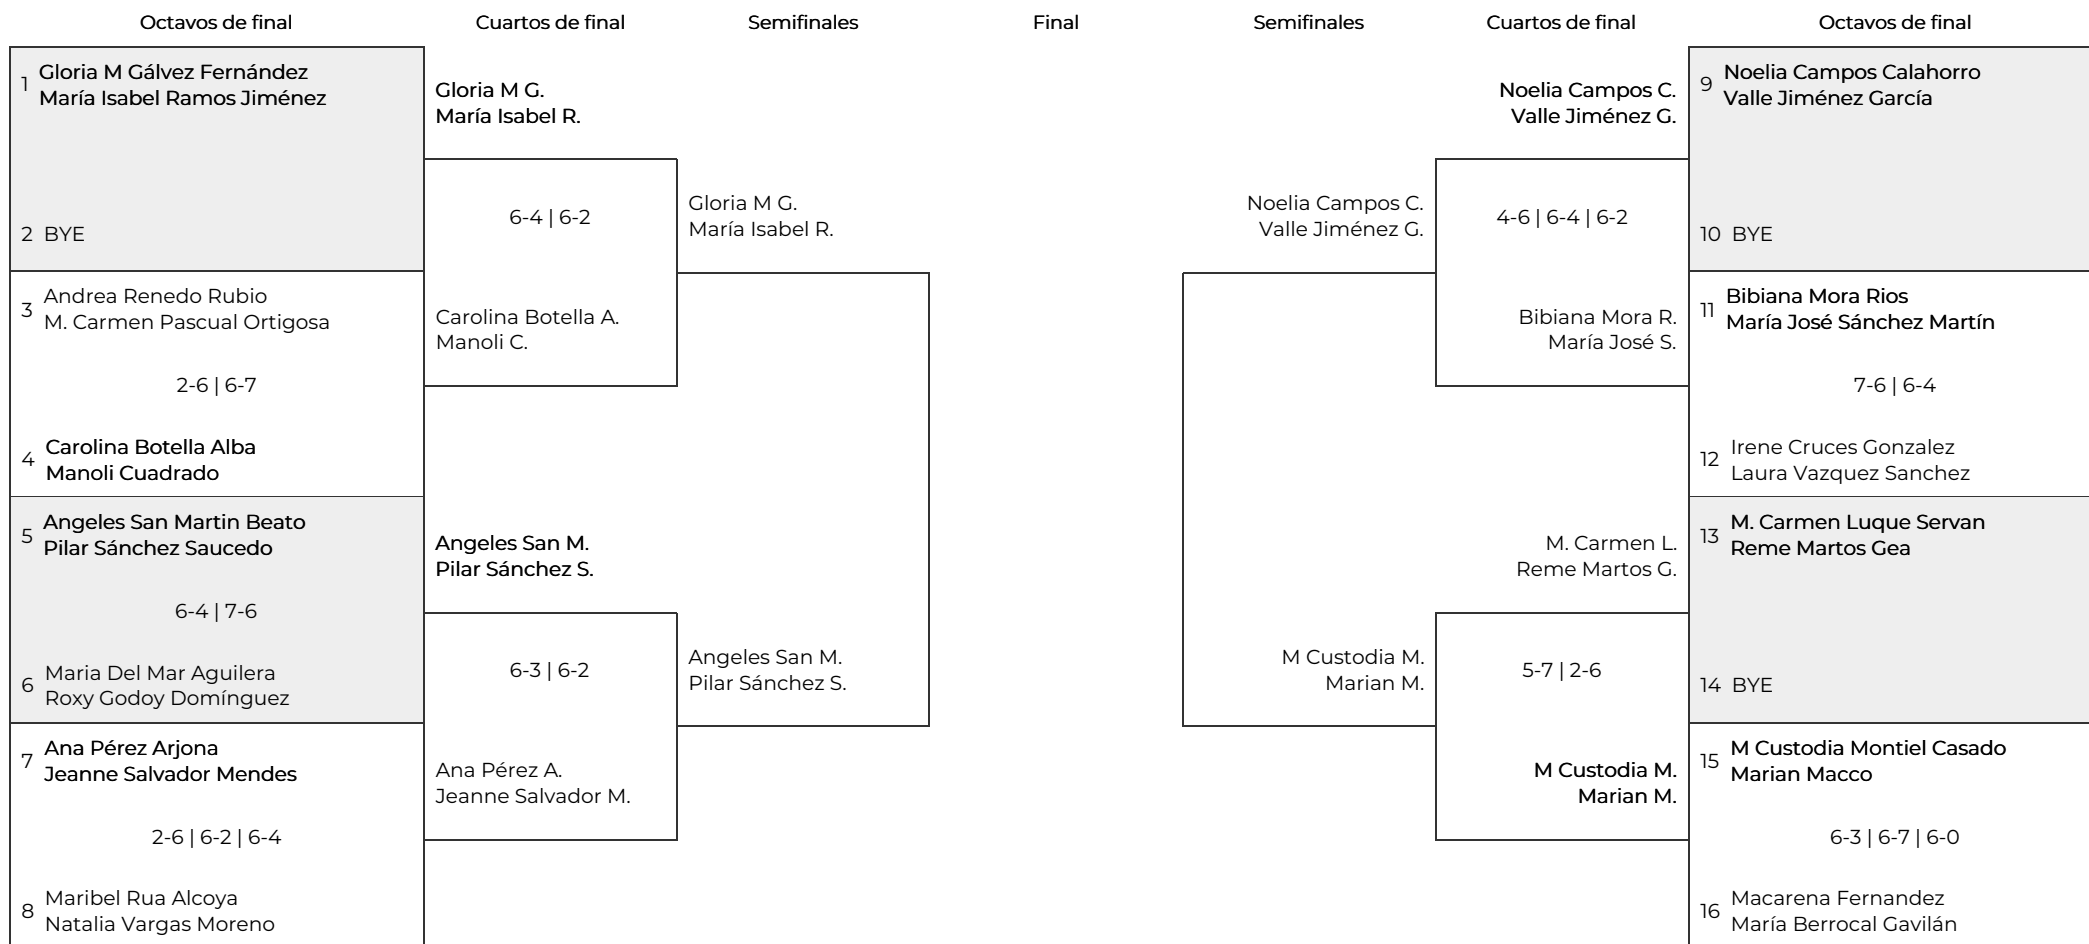 Octavos de final
Cuartos de final
Semifinales
Final
Semifinales
Cuartos de final
Octavos de final
1 Gloria M Gálvez Fernández
María Isabel Ramos Jiménez
2 BYE
3 Andrea Renedo Rubio
M. Carmen Pascual Ortigosa
2-6 | 6-7
4 Carolina Botella Alba
Manoli Cuadrado
5 Angeles San Martin Beato
Pilar Sánchez Saucedo
6-4 | 7-6
6 Maria Del Mar Aguilera
Roxy Godoy Domínguez
7 Ana Pérez Arjona
Jeanne Salvador Mendes
2-6 | 6-2 | 6-4
8 Maribel Rua Alcoya
Natalia Vargas Moreno
Gloria M G.
María Isabel R.
6-4 | 6-2
Carolina Botella A.
Manoli C.
Angeles San M.
Pilar Sánchez S.
6-3 | 6-2
Ana Pérez A.
Jeanne Salvador M.
Gloria M G.
María Isabel R.
Angeles San M.
Pilar Sánchez S.
Noelia Campos C.
Valle Jiménez G.
M Custodia M.
Marian M.
Noelia Campos C.
Valle Jiménez G.
4-6 | 6-4 | 6-2
Bibiana Mora R.
María José S.
M. Carmen L.
Reme Martos G.
5-7 | 2-6
M Custodia M.
Marian M.
9 Noelia Campos Calahorro
Valle Jiménez García
10 BYE
11 Bibiana Mora Rios
María José Sánchez Martín
7-6 | 6-4
12 Irene Cruces Gonzalez
Laura Vazquez Sanchez
13 M. Carmen Luque Servan
Reme Martos Gea
14 BYE
15 M Custodia Montiel Casado
Marian Macco
6-3 | 6-7 | 6-0
16 Macarena Fernandez
María Berrocal Gavilán